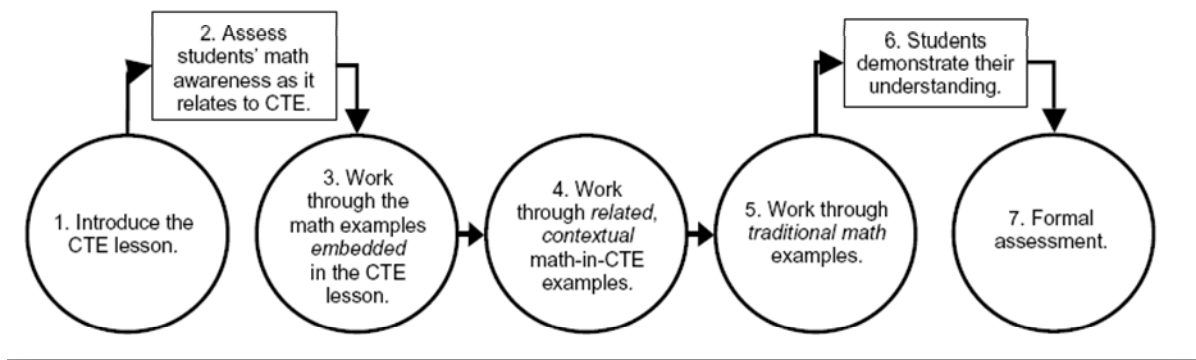 1. Introduce the
CTE lesson.
2. Assess
students' math
awareness as it
relates to CTE.
3. Work
through the
math examples
embedded
in the CTE
lesson.
4. Work
through related,
contextual
math-in-CTE
examples.
5. Work through
traditional math
examples.
6. Students
demonstrate their
understanding.
7. Formal
assessment.